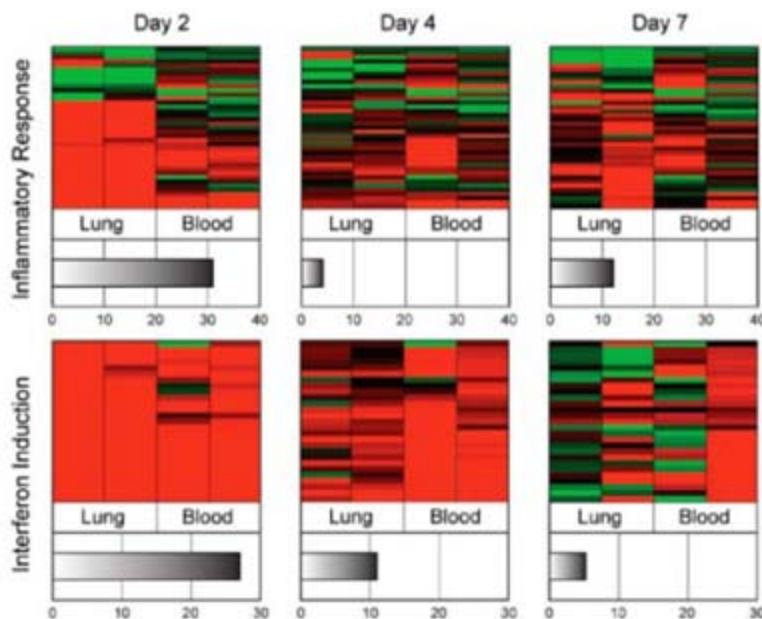 Day 2 Day 4 Day 7
Inflammatory Response
Lung Blood Lung Blood Lung Blood
0 10 20 30 40 0 10 20 30 40 0 10 20 30 40
Interferon Induction
Lung Blood Lung Blood Lung Blood
0 10 20 30 0 10 20 30 0 10 20 30